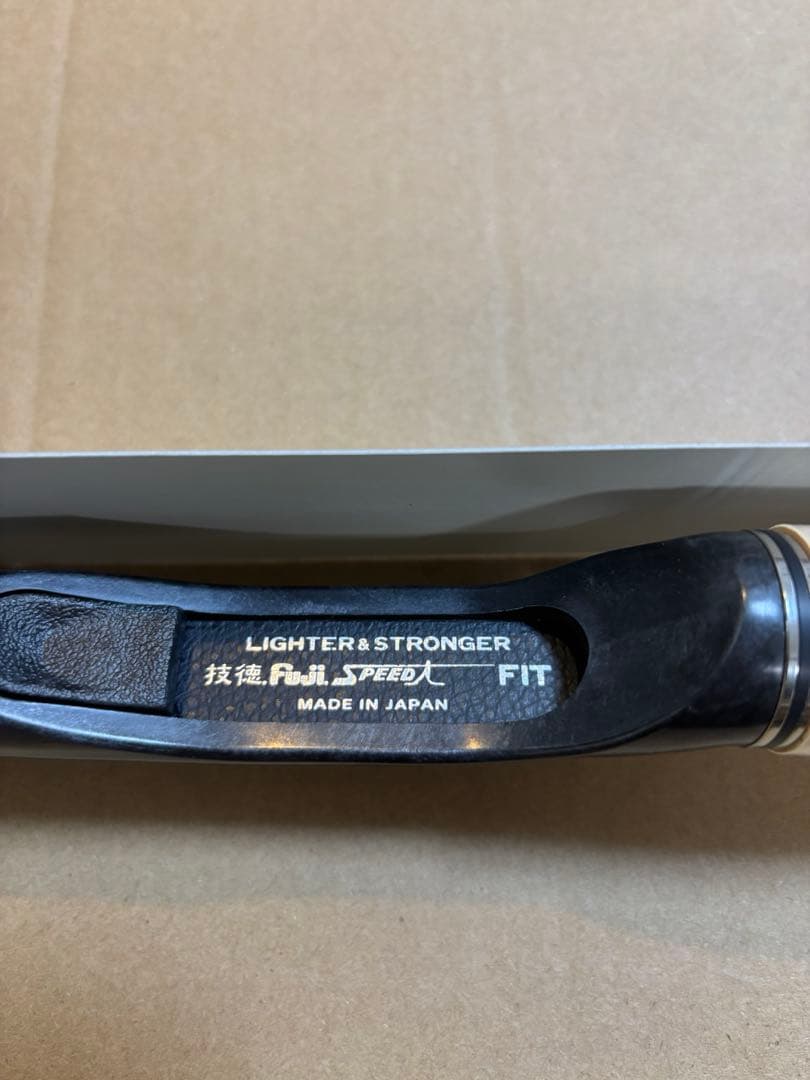 LIGHTER & STRONGER
技徳. Fuji SPEED FIT
MADE IN JAPAN